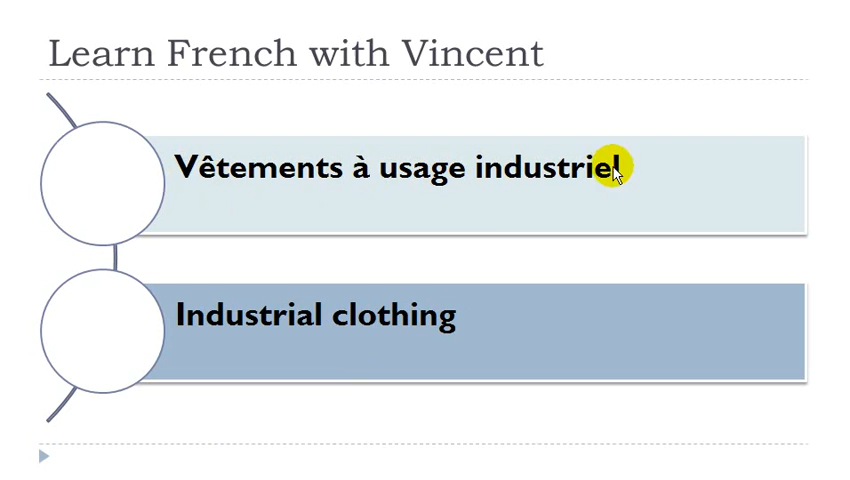 Learn French with Vincent
Vêtements à usage industriel
Industrial clothing